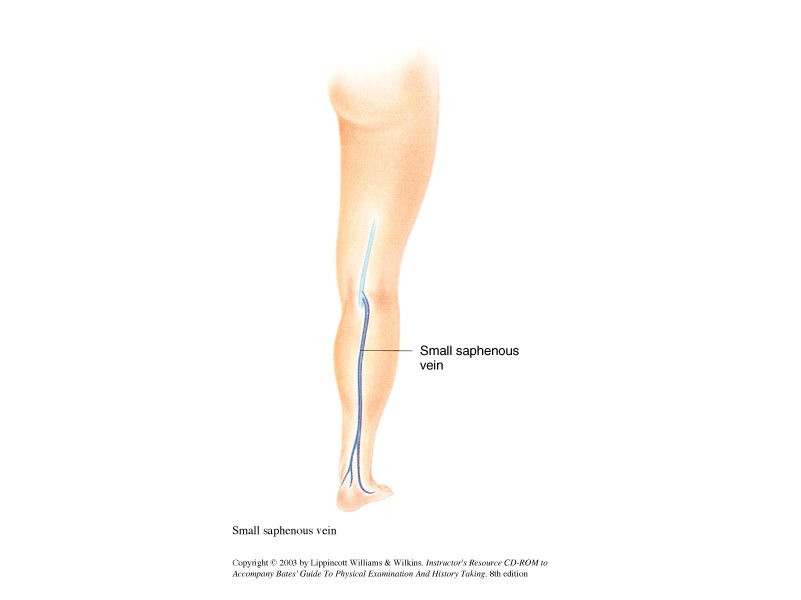 Small saphenous
vein
Small saphenous vein
Copyright © 2003 by Lippincott Williams & Wilkins. Instructor's Resource CD-ROM to
Accompany Bates' Guide To Physical Examination And History Taking, 8th edition